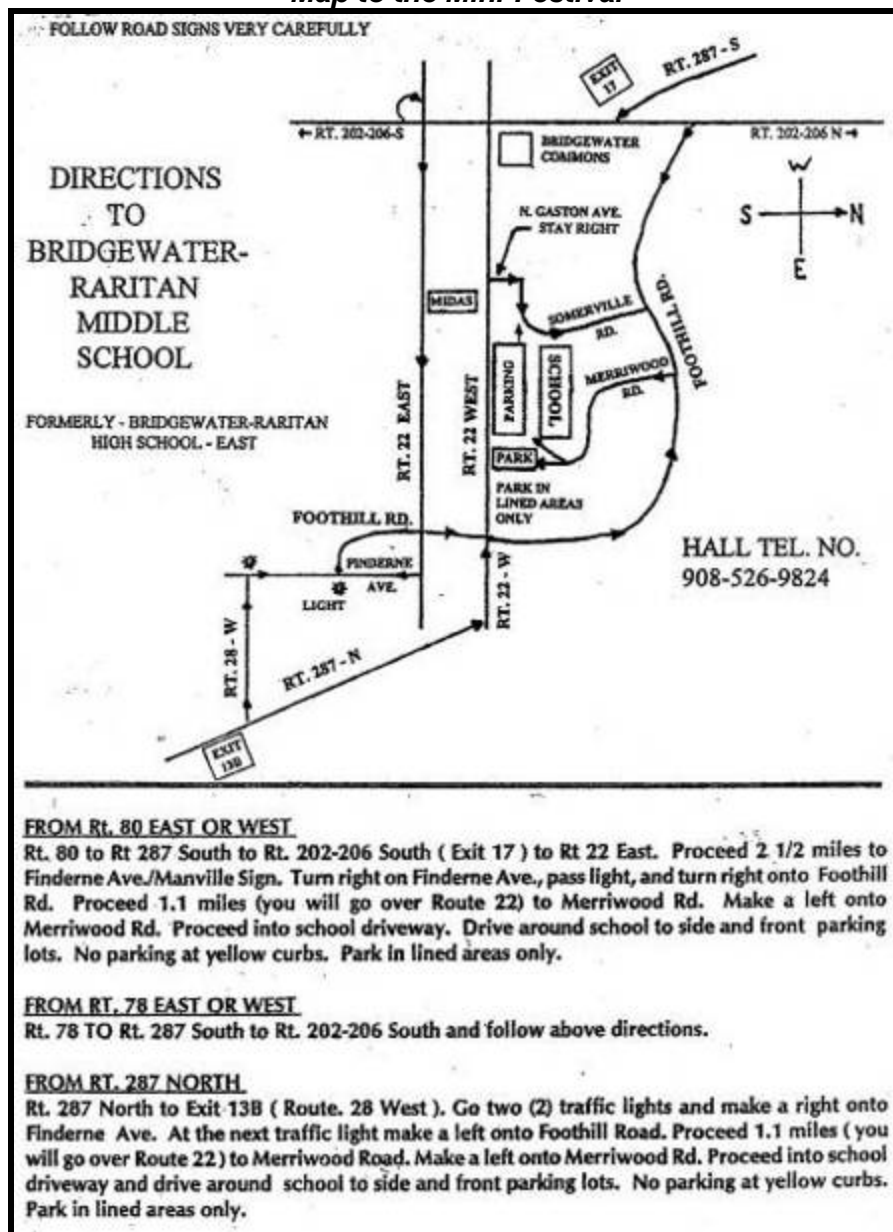 Map to the Mini Festival
FOLLOW ROAD SIGNS VERY CAREFULLY
EXIT
17
RT. 287 - S
← RT. 202-206-S
RT. 202-206 N →
BRIDGEWATER
COMMONS
DIRECTIONS
TO
BRIDGEWATER-
RARITAN
MIDDLE
SCHOOL
W
S N
E
N. GASTON AVE.
STAY RIGHT
MIDAS
SOMERVILLE
RD.
FOOTHILL RD.
PARKING
SCHOOL
MERRIWOOD
RD.
RT. 22 EAST
RT. 22 WEST
FORMERLY - BRIDGEWATER-RARITAN
HIGH SCHOOL - EAST
PARK
PARK IN
LINED AREAS
ONLY
FOOTHILL RD.
HALL TEL. NO.
908-526-9824
FINDERNE
AVE.
LIGHT
RT. 22 - W
RT. 28 - W
RT. 287 - N
EXIT
13B
FROM Rt. 80 EAST OR WEST
Rt. 80 to Rt 287 South to Rt. 202-206 South ( Exit 17 ) to Rt 22 East. Proceed 2 1/2 miles to
Finderne Ave./Manville Sign. Turn right on Finderne Ave., pass light, and turn right onto Foothill
Rd. Proceed 1.1 miles (you will go over Route 22) to Merriwood Rd. Make a left onto
Merriwood Rd. Proceed into school driveway. Drive around school to side and front parking
lots. No parking at yellow curbs. Park in lined areas only.
FROM RT. 78 EAST OR WEST
Rt. 78 TO Rt. 287 South to Rt. 202-206 South and follow above directions.
FROM RT. 287 NORTH
Rt. 287 North to Exit 13B ( Route. 28 West ). Go two (2) traffic lights and make a right onto
Finderne Ave. At the next traffic light make a left onto Foothill Road. Proceed 1.1 miles ( you
will go over Route 22 ) to Merriwood Road. Make a left onto Merriwood Rd. Proceed into school
driveway and drive around school to side and front parking lots. No parking at yellow curbs.
Park in lined areas only.